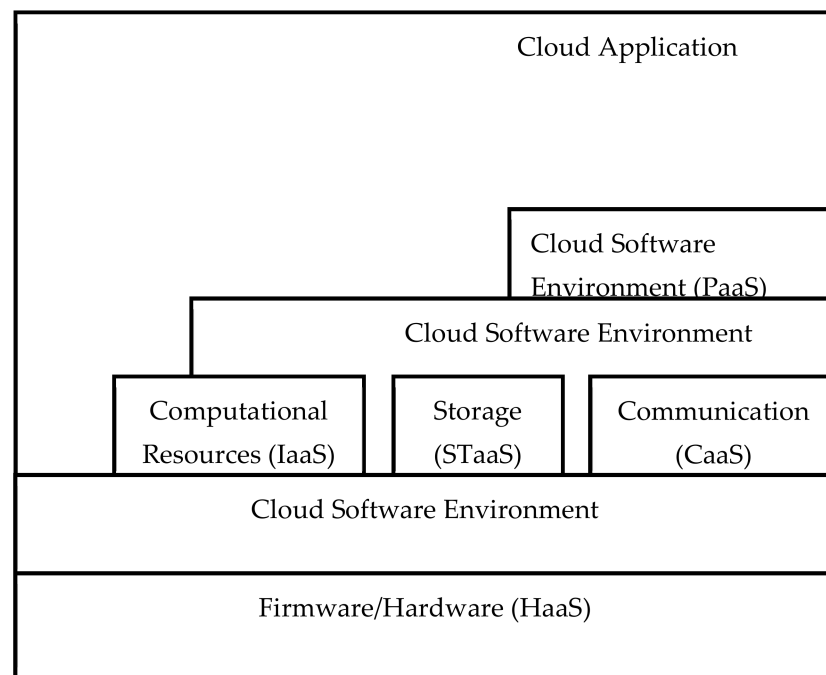 Cloud Application
Cloud Software
Environment (PaaS)
Cloud Software Environment
Computational
Resources (IaaS)
Storage
(STaaS)
Communication
(CaaS)
Cloud Software Environment
Firmware/Hardware (HaaS)